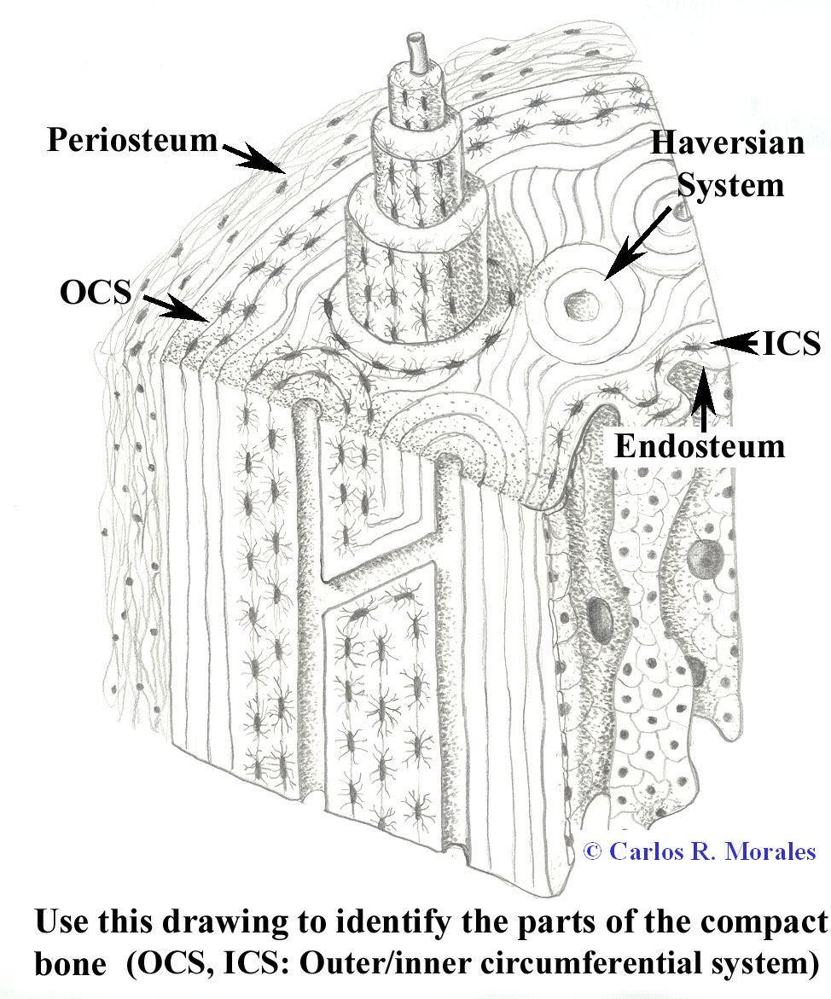 Periosteum
Haversian
System
OCS
ICS
Endosteum
© Carlos R. Morales
Use this drawing to identify the parts of the compact
bone (OCS, ICS: Outer/inner circumferential system)